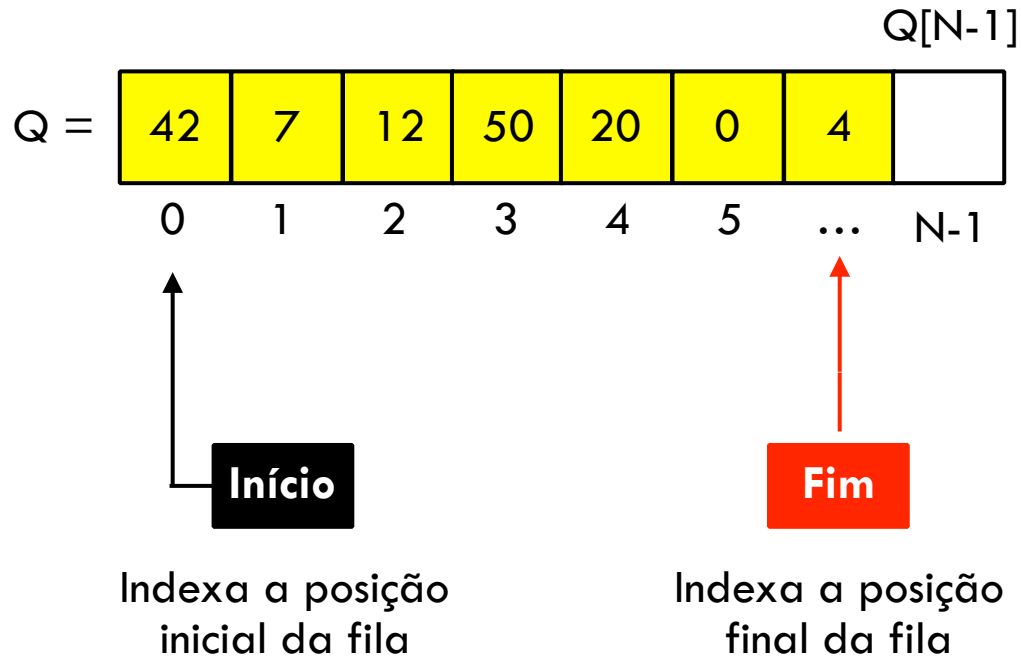 Q[N-1]
Q = 42 7 12 50 20 0 4
0 1 2 3 4 5 ... N-1
Início Fim
Indexa a posição
inicial da fila
Indexa a posição
final da fila